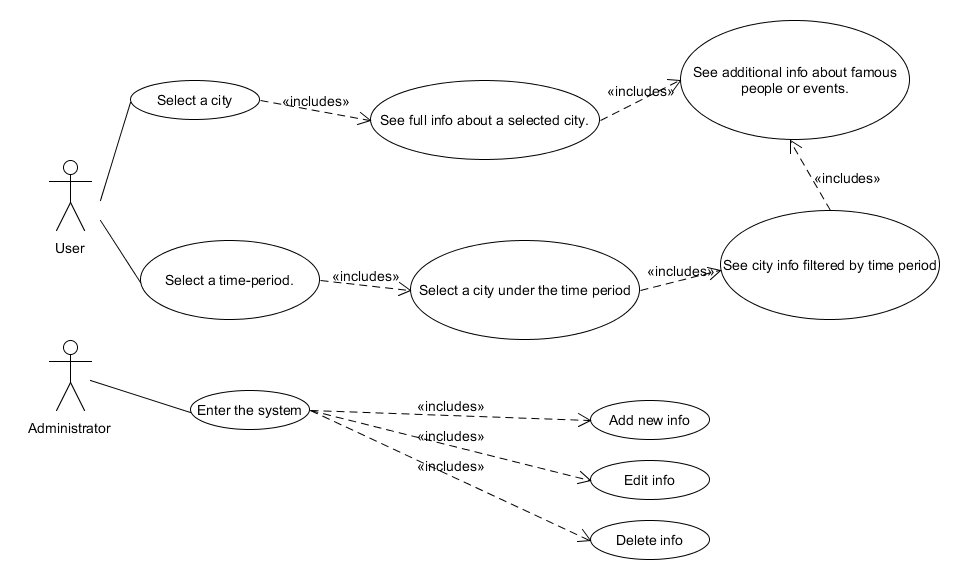 See additional info about famous
people or events.
Select a city
«includes»
See full info about a selected city.
«includes»
«includes»
User
Select a time-period.
«includes»
Select a city under the time period
«includes»
See city info filtered by time period
Administrator
Enter the system
«includes»
Add new info
«includes»
Edit info
«includes»
Delete info